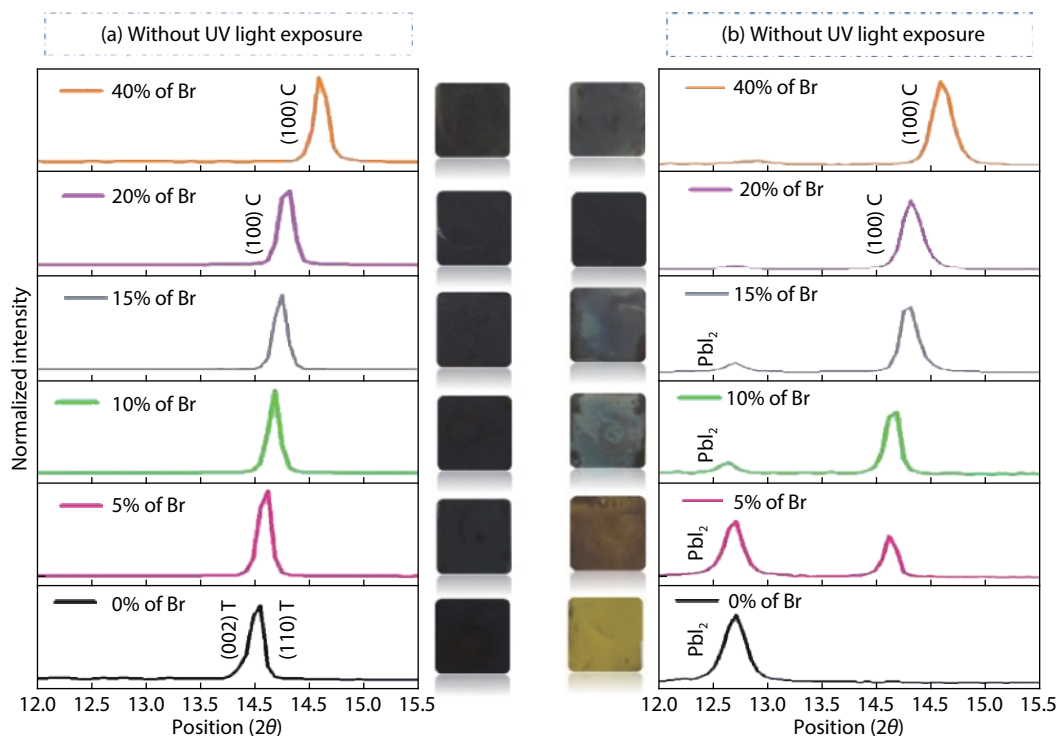 (a) Without UV light exposure
40% of Br
(100) C
20% of Br
(100) C
15% of Br
10% of Br
5% of Br
0% of Br
(002) T
(110) T
Normalized intensity
12.0 12.5 13.0 13.5 14.0 14.5 15.0 15.5
Position (2θ)
(b) Without UV light exposure
40% of Br
(100) C
20% of Br
(100) C
15% of Br
PbI₂
10% of Br
PbI₂
5% of Br
PbI₂
0% of Br
PbI₂
12.0 12.5 13.0 13.5 14.0 14.5 15.0 15.5
Position (2θ)